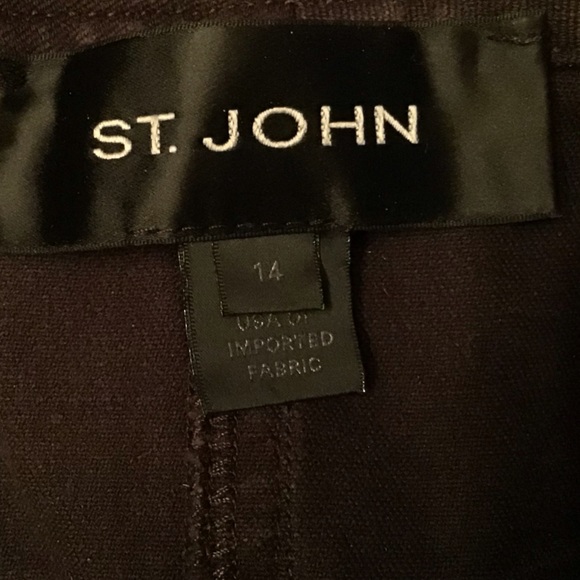 ST. JOHN
14
USA OF
IMPORTED
FABRIC